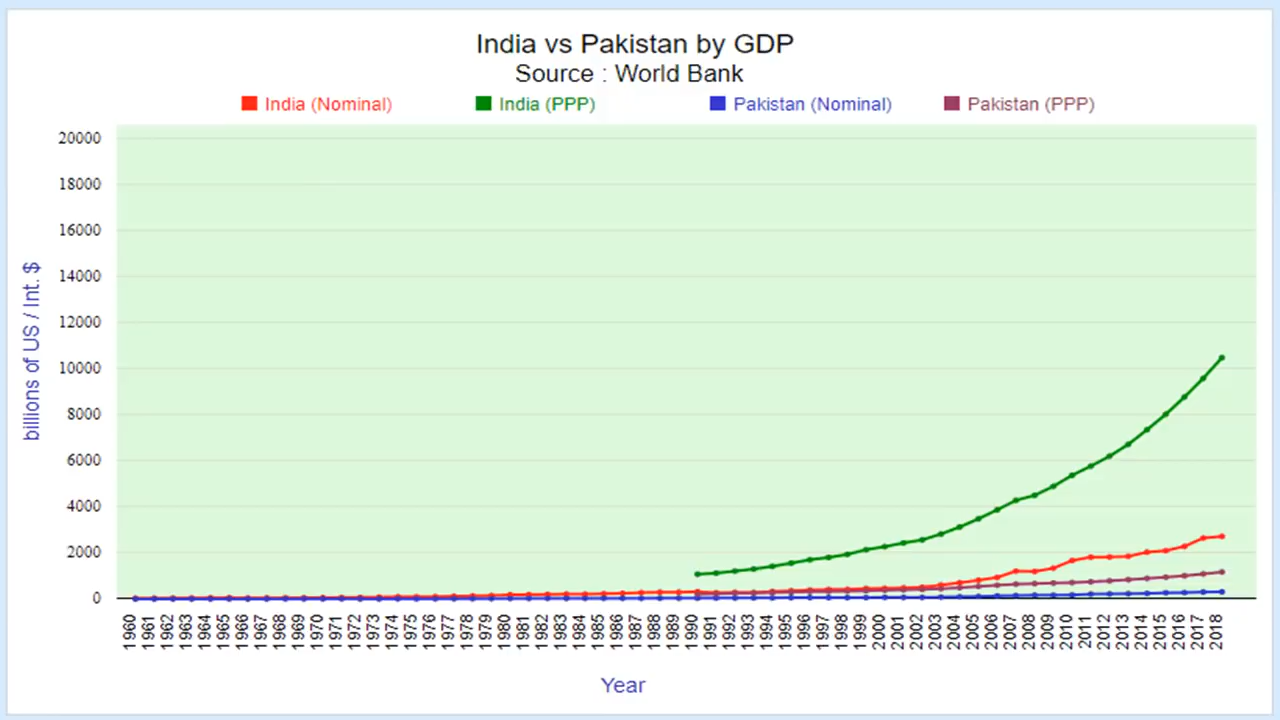 India vs Pakistan by GDP
Source : World Bank
India (Nominal) India (PPP) Pakistan (Nominal) Pakistan (PPP)
billions of US / Int. $
20000
18000
16000
14000
12000
10000
8000
6000
4000
2000
0
1960 1961 1962 1963 1964 1965 1966 1967 1968 1969 1970 1971 1972 1973 1974 1975 1976 1977 1978 1979 1980 1981 1982 1983 1984 1985 1986 1987 1988 1989 1990 1991 1992 1993 1994 1995 1996 1997 1998 1999 2000 2001 2002 2003 2004 2005 2006 2007 2008 2009 2010 2011 2012 2013 2014 2015 2016 2017 2018
Year